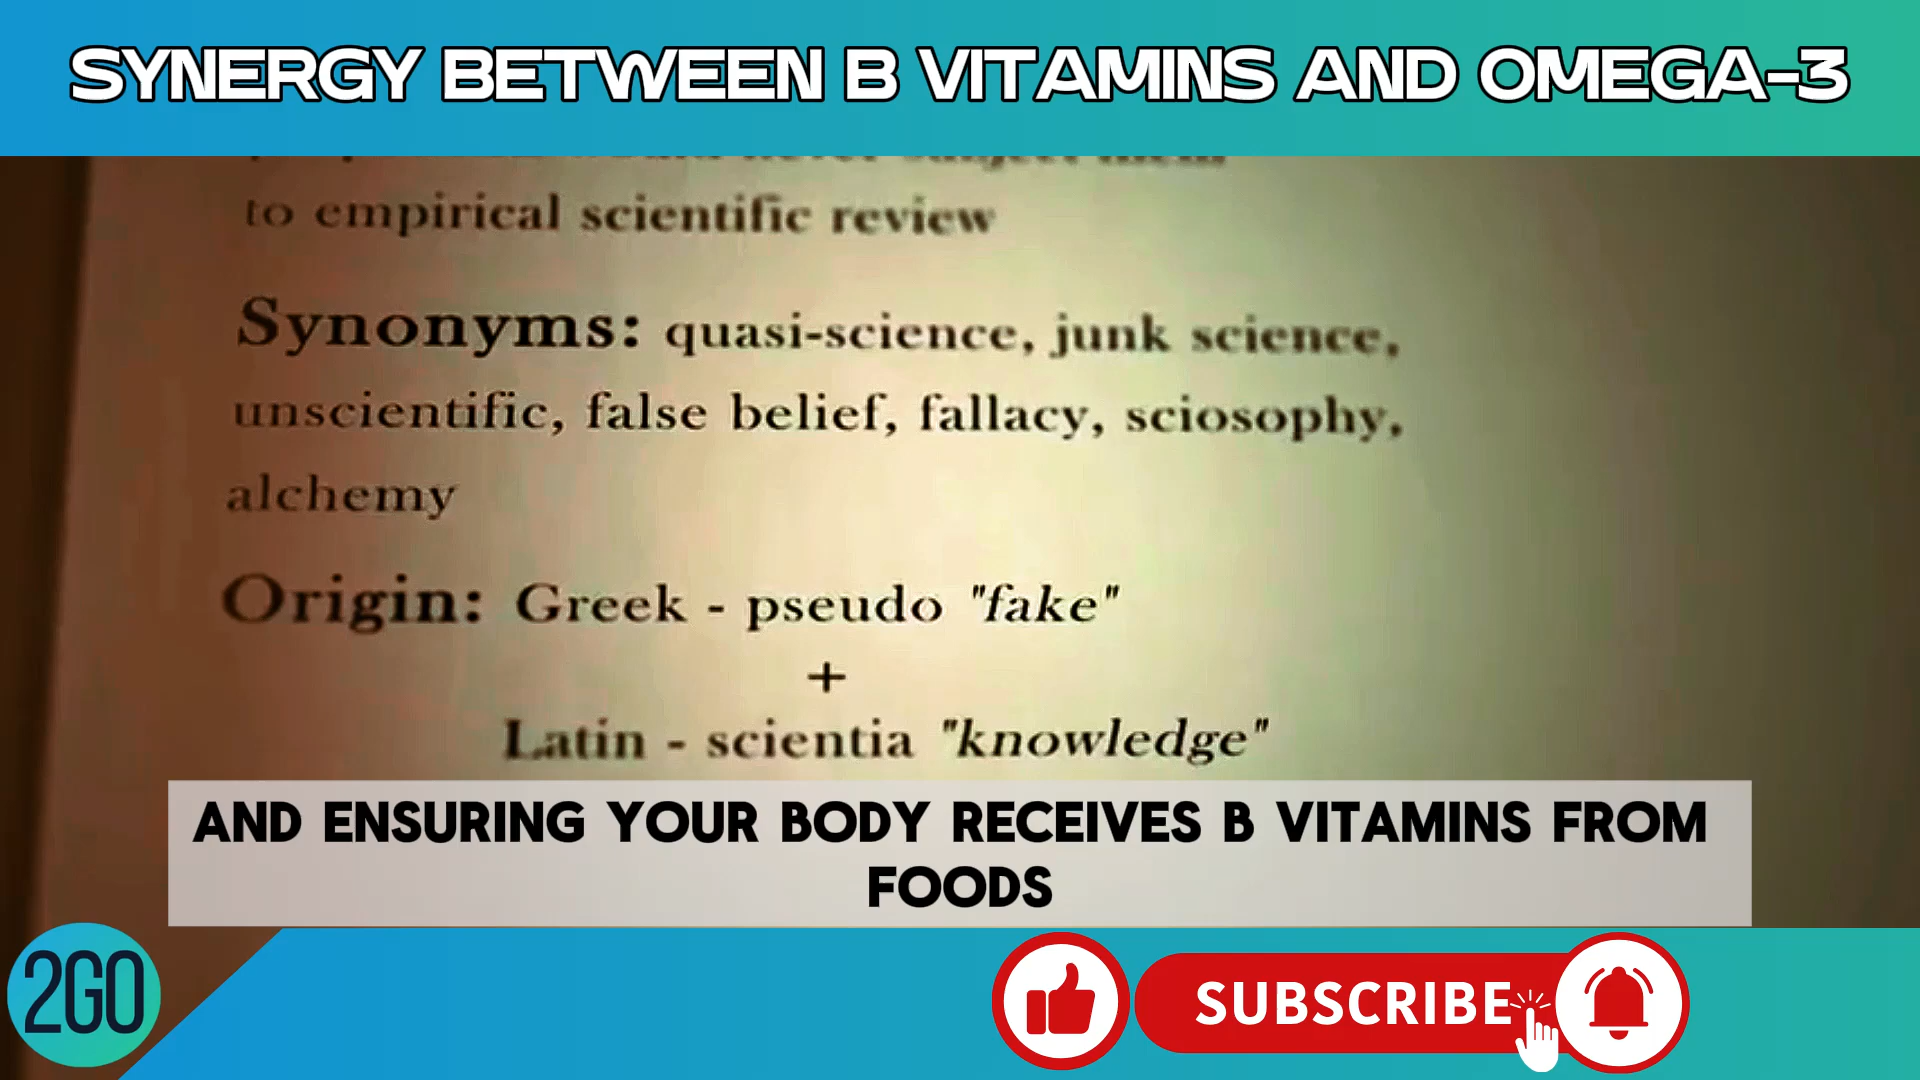 SYNERGY BETWEEN B VITAMINS AND OMEGA-3
to empirical scientific review
Synonyms: quasi-science, junk science,
unscientific, false belief, fallacy, sciosophy,
alchemy
Origin: Greek - pseudo "fake"
+
Latin - scientia "knowledge"
AND ENSURING YOUR BODY RECEIVES B VITAMINS FROM
FOODS
2GO
SUBSCRIBE